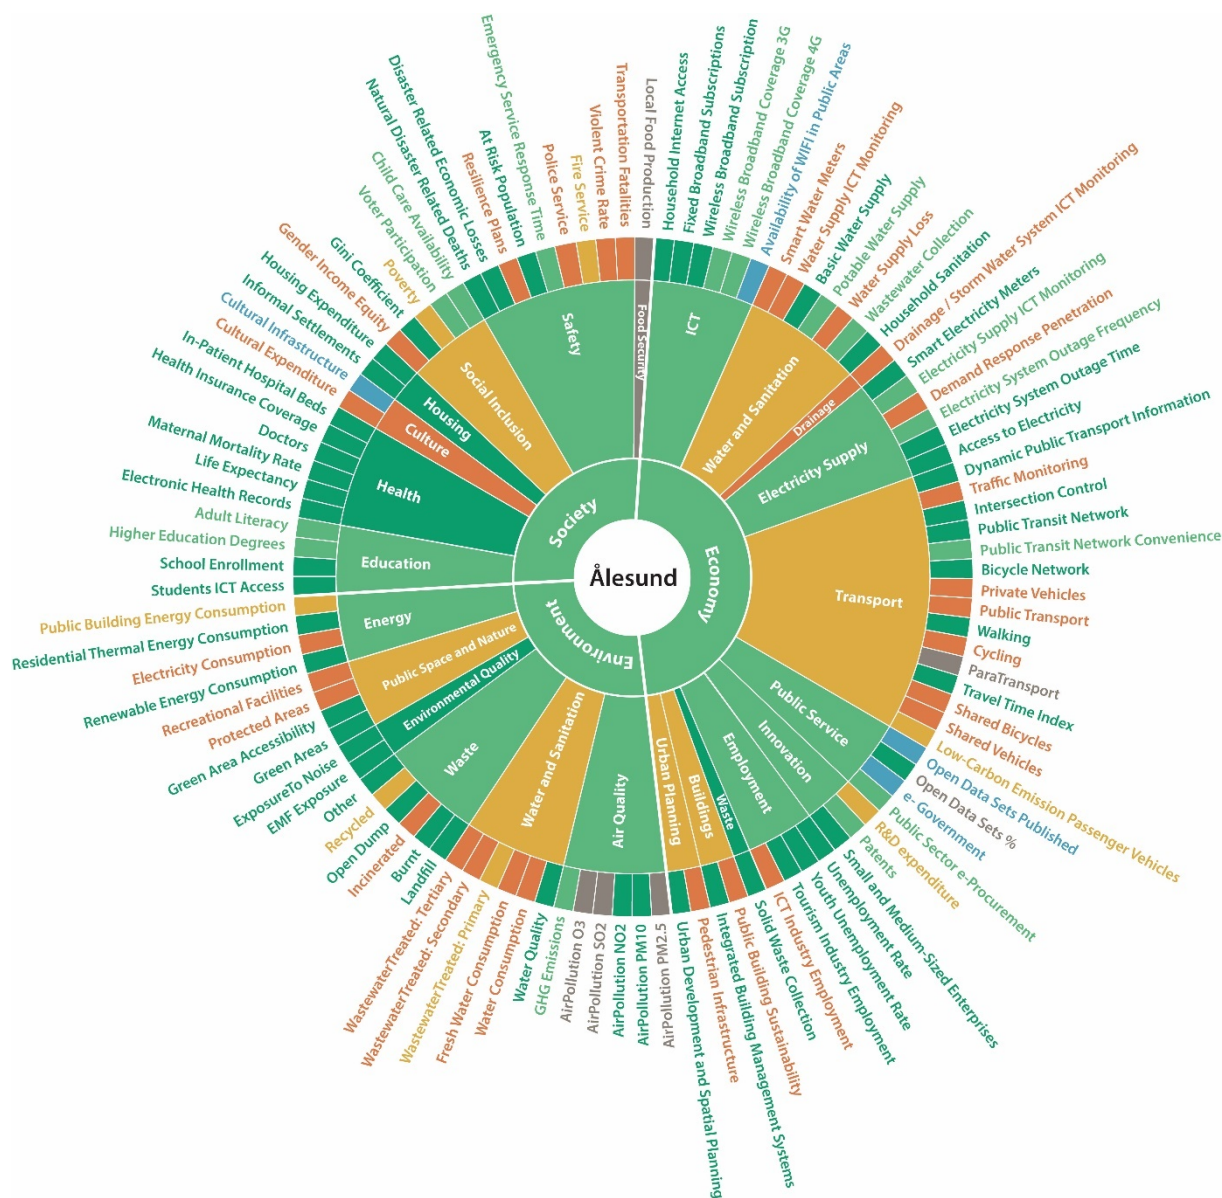 Ålesund
Society
Economy
Environment
ICT
Water and Sanitation
Drainage
Electricity Supply
Transport
Public Service
Innovation
Employment
Waste
Buildings
Urban Planning
Air Quality
Water and Sanitation
Waste
Environmental Quality
Public Space and Nature
Energy
Education
Health
Culture
Housing
Social Inclusion
Safety
Food Security
Household Internet Access
Fixed Broadband Subscriptions
Wireless Broadband Subscription
Wireless Broadband Coverage 3G
Wireless Broadband Coverage 4G
Availability of WIFI in Public Areas
Smart Water Meters
Water Supply ICT Monitoring
Basic Water Supply
Potable Water Supply
Water Supply Loss
Wastewater Collection
Household Sanitation
Drainage / Storm Water System ICT Monitoring
Smart Electricity Meters
Electricity Supply ICT Monitoring
Demand Response Penetration
Electricity System Outage Frequency
Electricity System Outage Time
Access to Electricity
Dynamic Public Transport Information
Traffic Monitoring
Intersection Control
Public Transit Network
Public Transit Network Convenience
Bicycle Network
Private Vehicles
Public Transport
Walking
Cycling
ParaTransport
Travel Time Index
Shared Bicycles
Shared Vehicles
Low-Carbon Emission Passenger Vehicles
Open Data Sets Published
Open Data Sets %
e- Government
Public Sector e-Procurement
R&D expenditure
Patents
Small and Medium-Sized Enterprises
Unemployment Rate
Youth Unemployment Rate
Tourism Industry Employment
ICT Industry Employment
Solid Waste Collection
Public Building Sustainability
Integrated Building Management Systems
Pedestrian Infrastructure
Urban Development and Spatial Planning
AirPollution PM2.5
AirPollution PM10
AirPollution NO2
AirPollution SO2
AirPollution O3
GHG Emissions
Water Quality
Water Consumption
Fresh Water Consumption
WastewaterTreated: Primary
WastewaterTreated: Secondary
WastewaterTreated: Tertiary
Landfill
Burnt
Incinerated
Open Dump
Recycled
Other
EMF Exposure
ExposureTo Noise
Green Areas
Green Area Accessibility
Protected Areas
Recreational Facilities
Renewable Energy Consumption
Electricity Consumption
Residential Thermal Energy Consumption
Public Building Energy Consumption
Students ICT Access
School Enrollment
Higher Education Degrees
Adult Literacy
Electronic Health Records
Life Expectancy
Maternal Mortality Rate
Doctors
Health Insurance Coverage
In-Patient Hospital Beds
Cultural Expenditure
Cultural Infrastructure
Informal Settlements
Housing Expenditure
Gender Income Equity
Gini Coefficient
Poverty
Voter Participation
Child Care Availability
Natural Disaster Related Deaths
Disaster Related Economic Losses
Resilience Plans
At Risk Population
Emergency Service Response Time
Police Service
Fire Service
Violent Crime Rate
Transportation Fatalities
Local Food Production